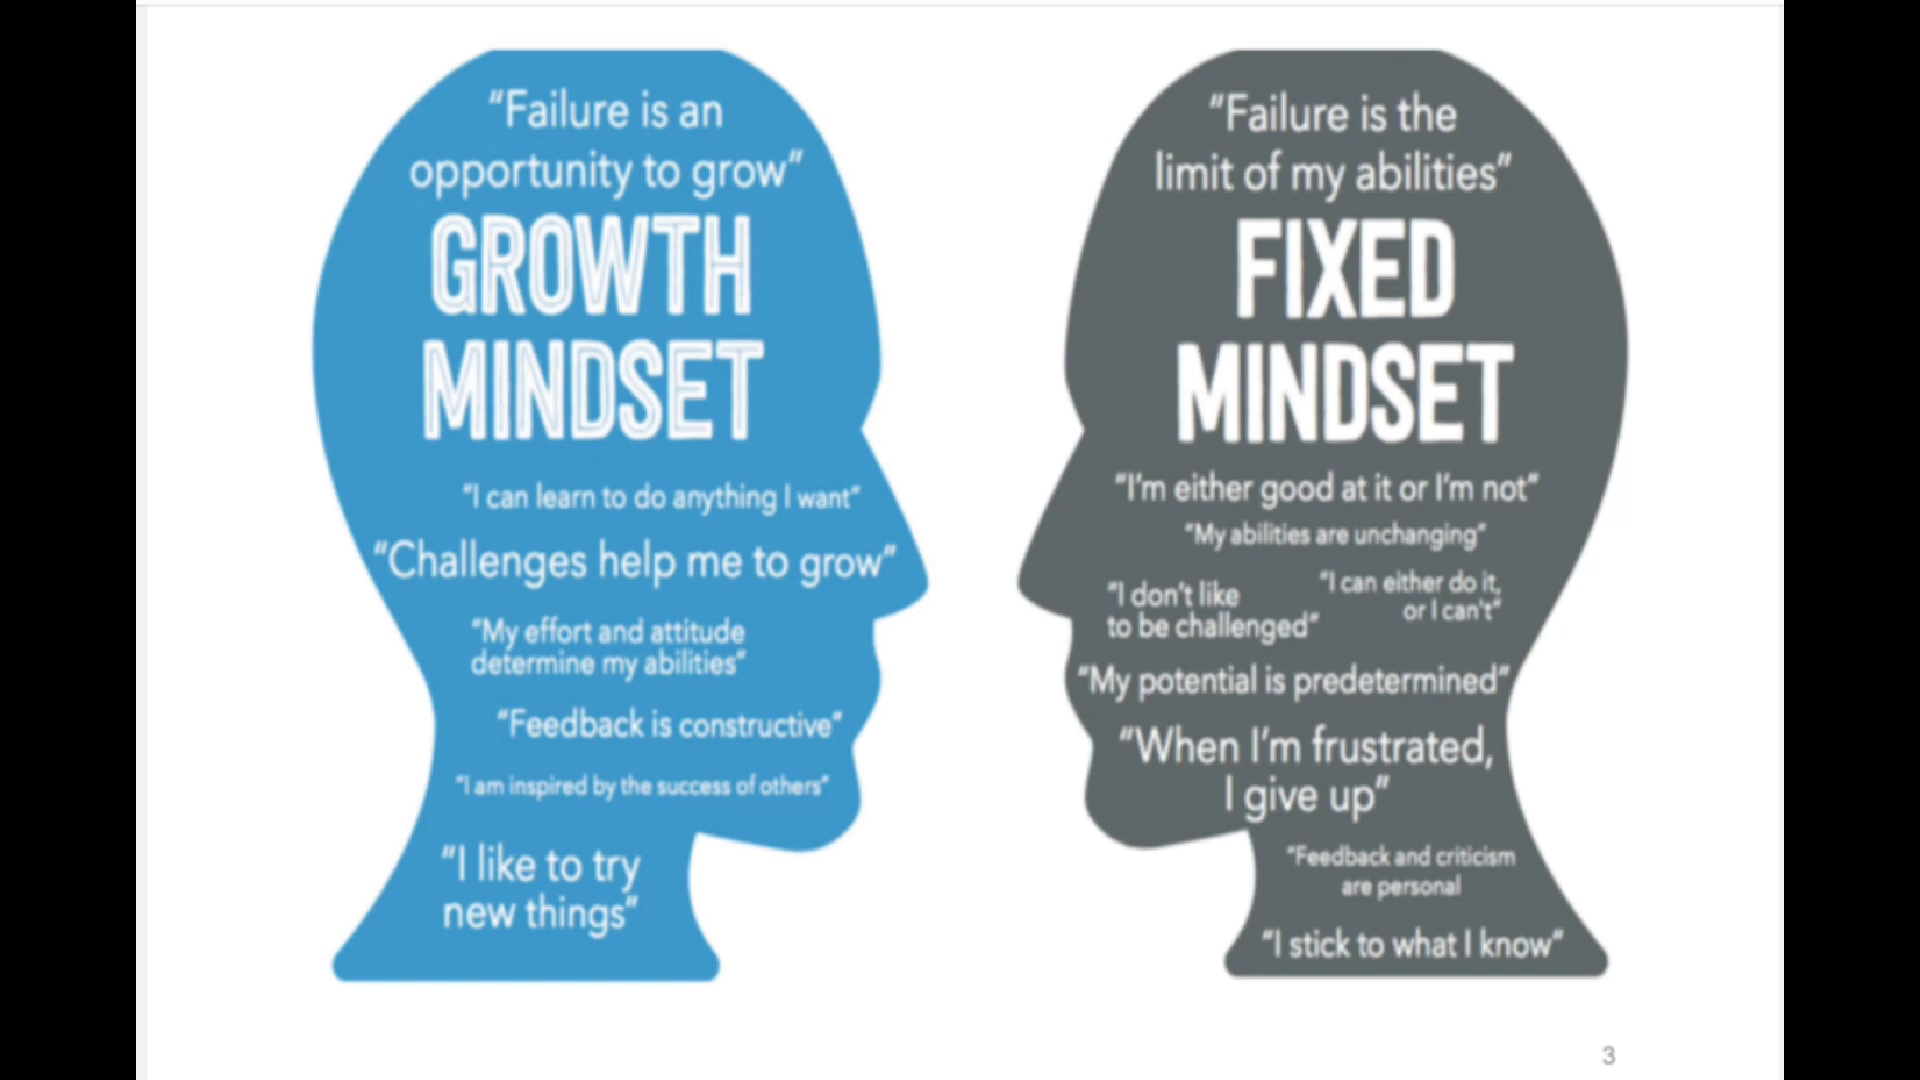 “Failure is an
opportunity to grow”
GROWTH
MINDSET
“I can learn to do anything I want”
“Challenges help me to grow”
“My effort and attitude
determine my abilities”
“Feedback is constructive”
“I am inspired by the success of others”
“I like to try
new things”
“Failure is the
limit of my abilities”
FIXED
MINDSET
“I’m either good at it or I’m not”
“My abilities are unchanging”
“I don’t like
to be challenged”
“I can either do it,
or I can’t”
“My potential is predetermined”
“When I’m frustrated,
I give up”
“Feedback and criticism
are personal
“I stick to what I know”
3